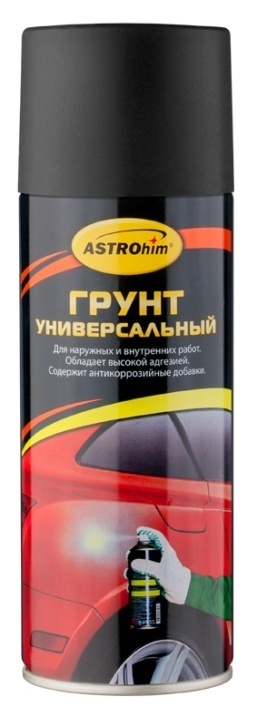 ASTROhim®
ГРУНТ
УНИВЕРСАЛЬНЫЙ
Для наружных и внутренних работ.
Обладает высокой адгезией.
Содержит антикоррозийные добавки.